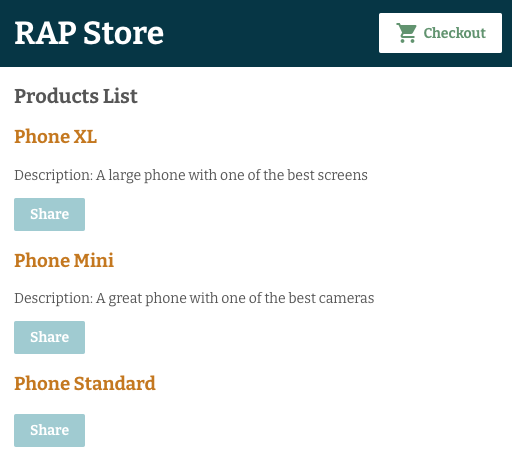 RAP Store
Checkout
Products List
Phone XL
Description: A large phone with one of the best screens
Share
Phone Mini
Description: A great phone with one of the best cameras
Share
Phone Standard
Share